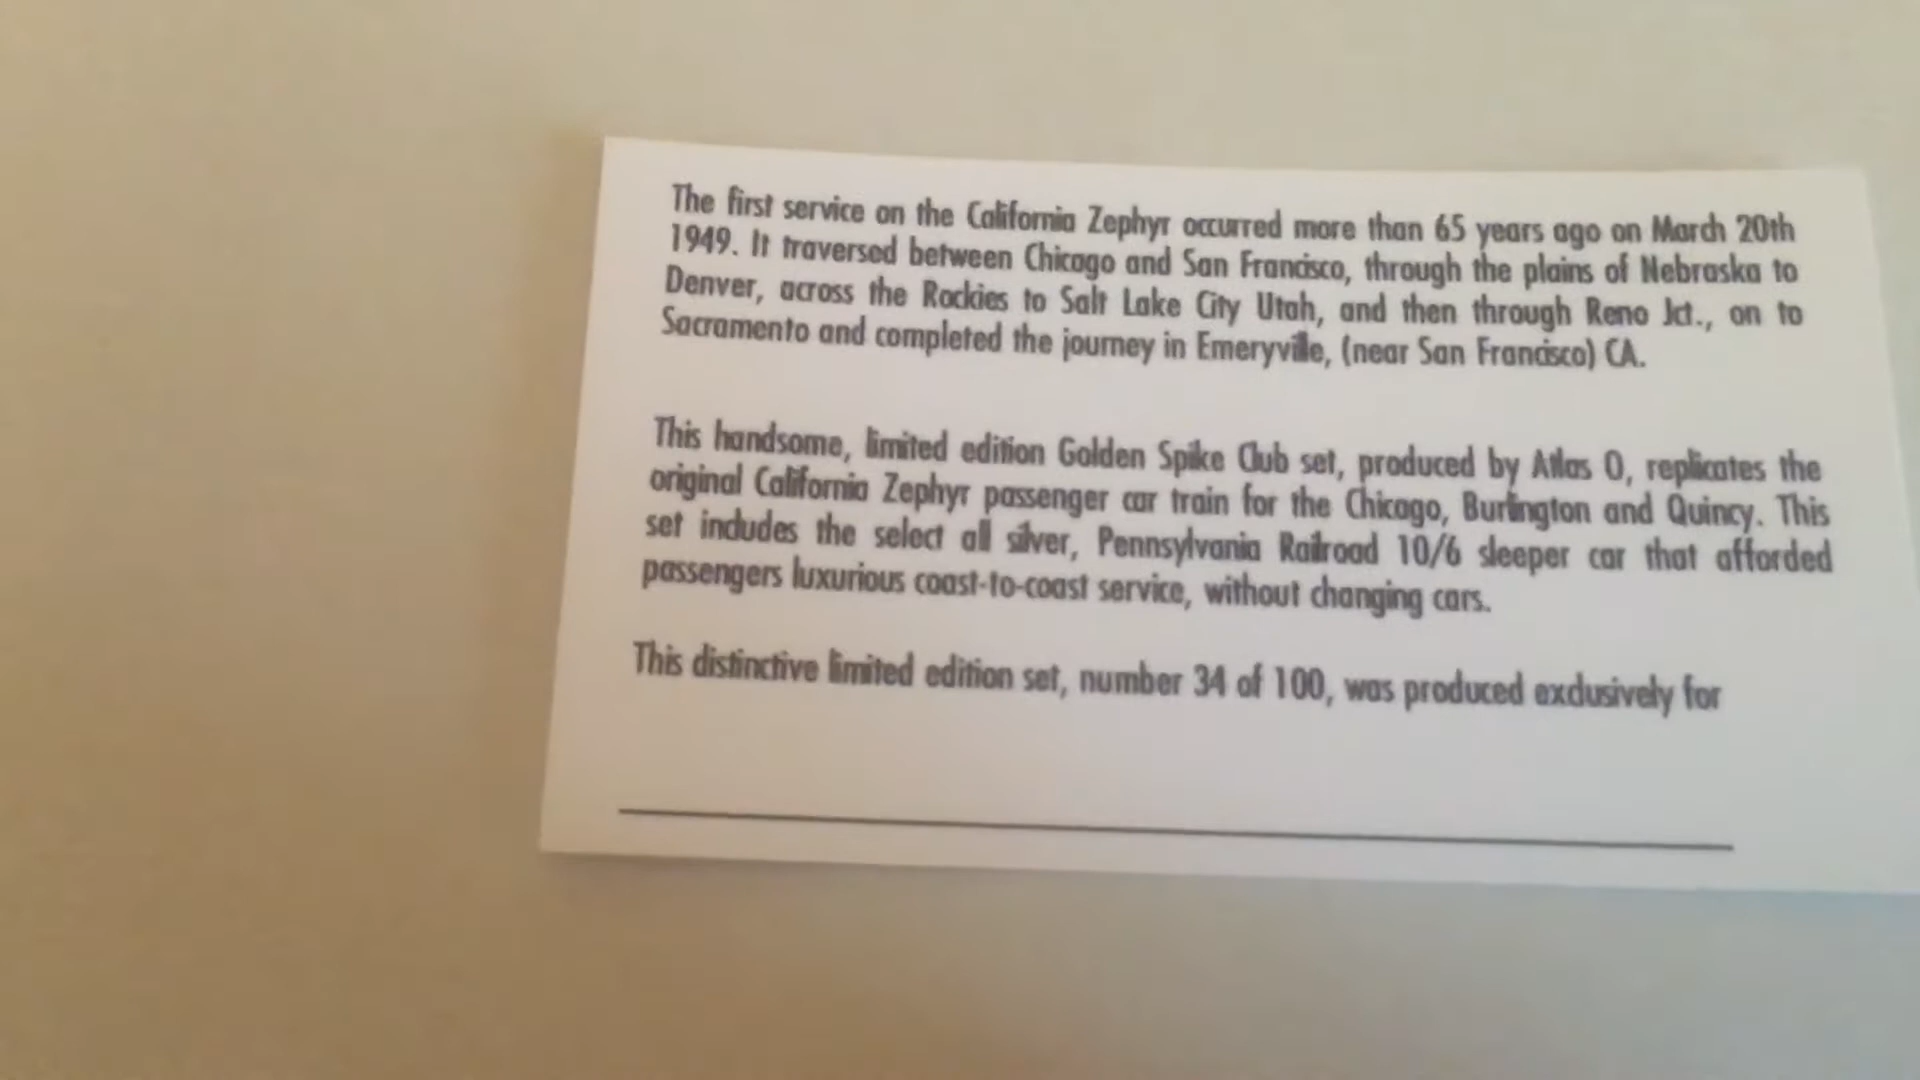 The first service on the California Zephyr occurred more than 65 years ago on March 20th
1949. It traversed between Chicago and San Francisco, through the plains of Nebraska to
Denver, across the Rockies to Salt Lake City Utah, and then through Reno Jct., on to
Sacramento and completed the journey in Emeryville, (near San Francisco) CA.
This handsome, limited edition Golden Spike Club set, produced by Atlas O, replicates the
original California Zephyr passenger car train for the Chicago, Burlington and Quincy. This
set includes the select all silver, Pennsylvania Railroad 10/6 sleeper car that afforded
passengers luxurious coast-to-coast service, without changing cars.
This distinctive limited edition set, number 34 of 100, was produced exclusively for